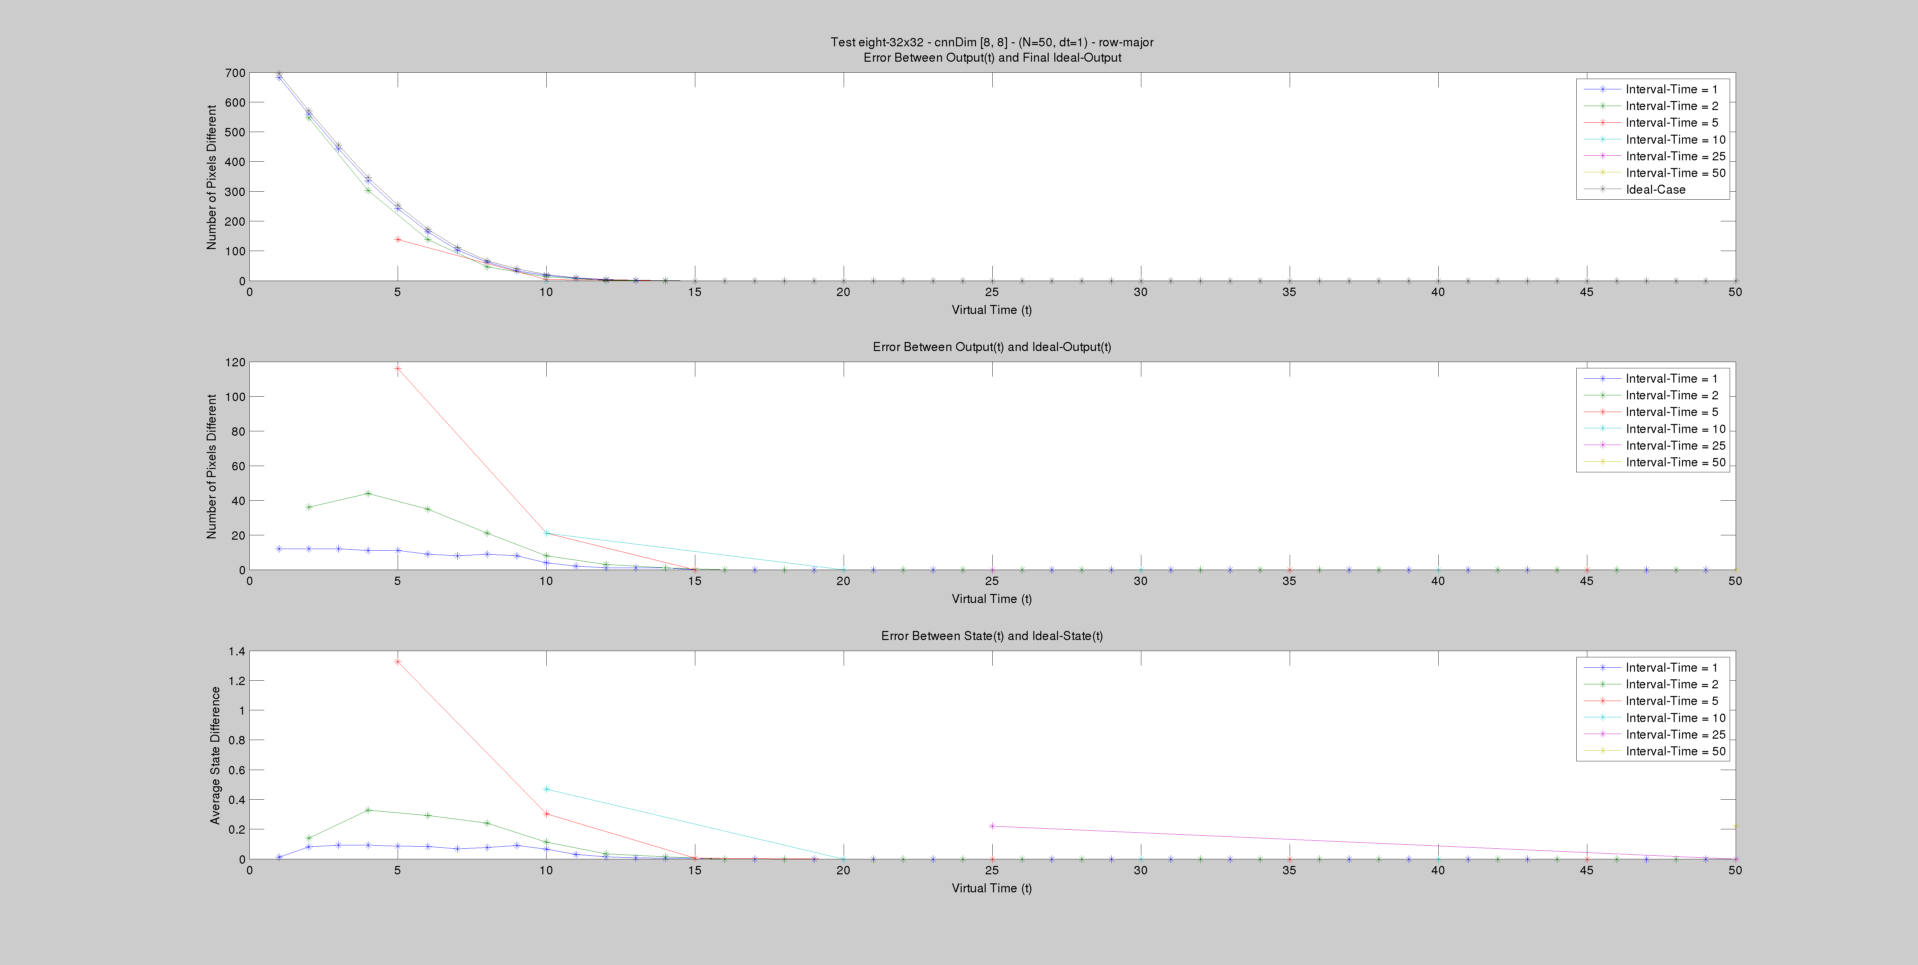 Test eight-32x32 - cnnDim [8, 8] - (N=50, dt=1) - row-major
Error Between Output(t) and Final Ideal-Output
Number of Pixels Different
700
600
500
400
300
200
100
0
0 5 10 15 20 25 30 35 40 45 50
Virtual Time (t)
Interval-Time = 1
Interval-Time = 2
Interval-Time = 5
Interval-Time = 10
Interval-Time = 25
Interval-Time = 50
Ideal-Case
Error Between Output(t) and Ideal-Output(t)
Number of Pixels Different
120
100
80
60
40
20
0
0 5 10 15 20 25 30 35 40 45 50
Virtual Time (t)
Interval-Time = 1
Interval-Time = 2
Interval-Time = 5
Interval-Time = 10
Interval-Time = 25
Interval-Time = 50
Error Between State(t) and Ideal-State(t)
Average State Difference
1.4
1.2
1
0.8
0.6
0.4
0.2
0
0 5 10 15 20 25 30 35 40 45 50
Virtual Time (t)
Interval-Time = 1
Interval-Time = 2
Interval-Time = 5
Interval-Time = 10
Interval-Time = 25
Interval-Time = 50